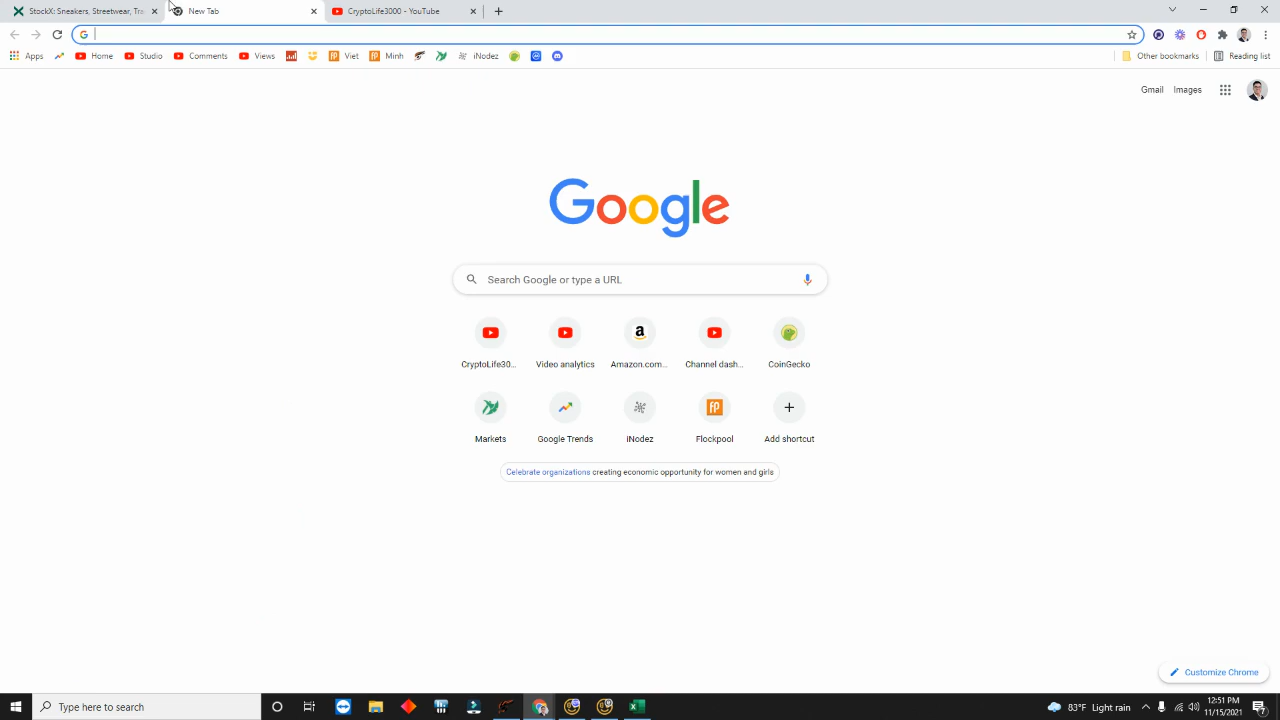 StockX: Sneakers, Streetwear, Tra
New Tab
CryptoLife3000 - YouTube
Apps
Home
Studio
Comments
Views
Viet
Minh
iNodez
Other bookmarks
Reading list
Gmail
Images
Google
Search Google or type a URL
CryptoLife30...
Video analytics
Amazon.com...
Channel dash...
CoinGecko
Markets
Google Trends
iNodez
Flockpool
Add shortcut
Celebrate organizations creating economic opportunity for women and girls
Customize Chrome
Type here to search
83°F Light rain
12:51 PM
11/15/2021